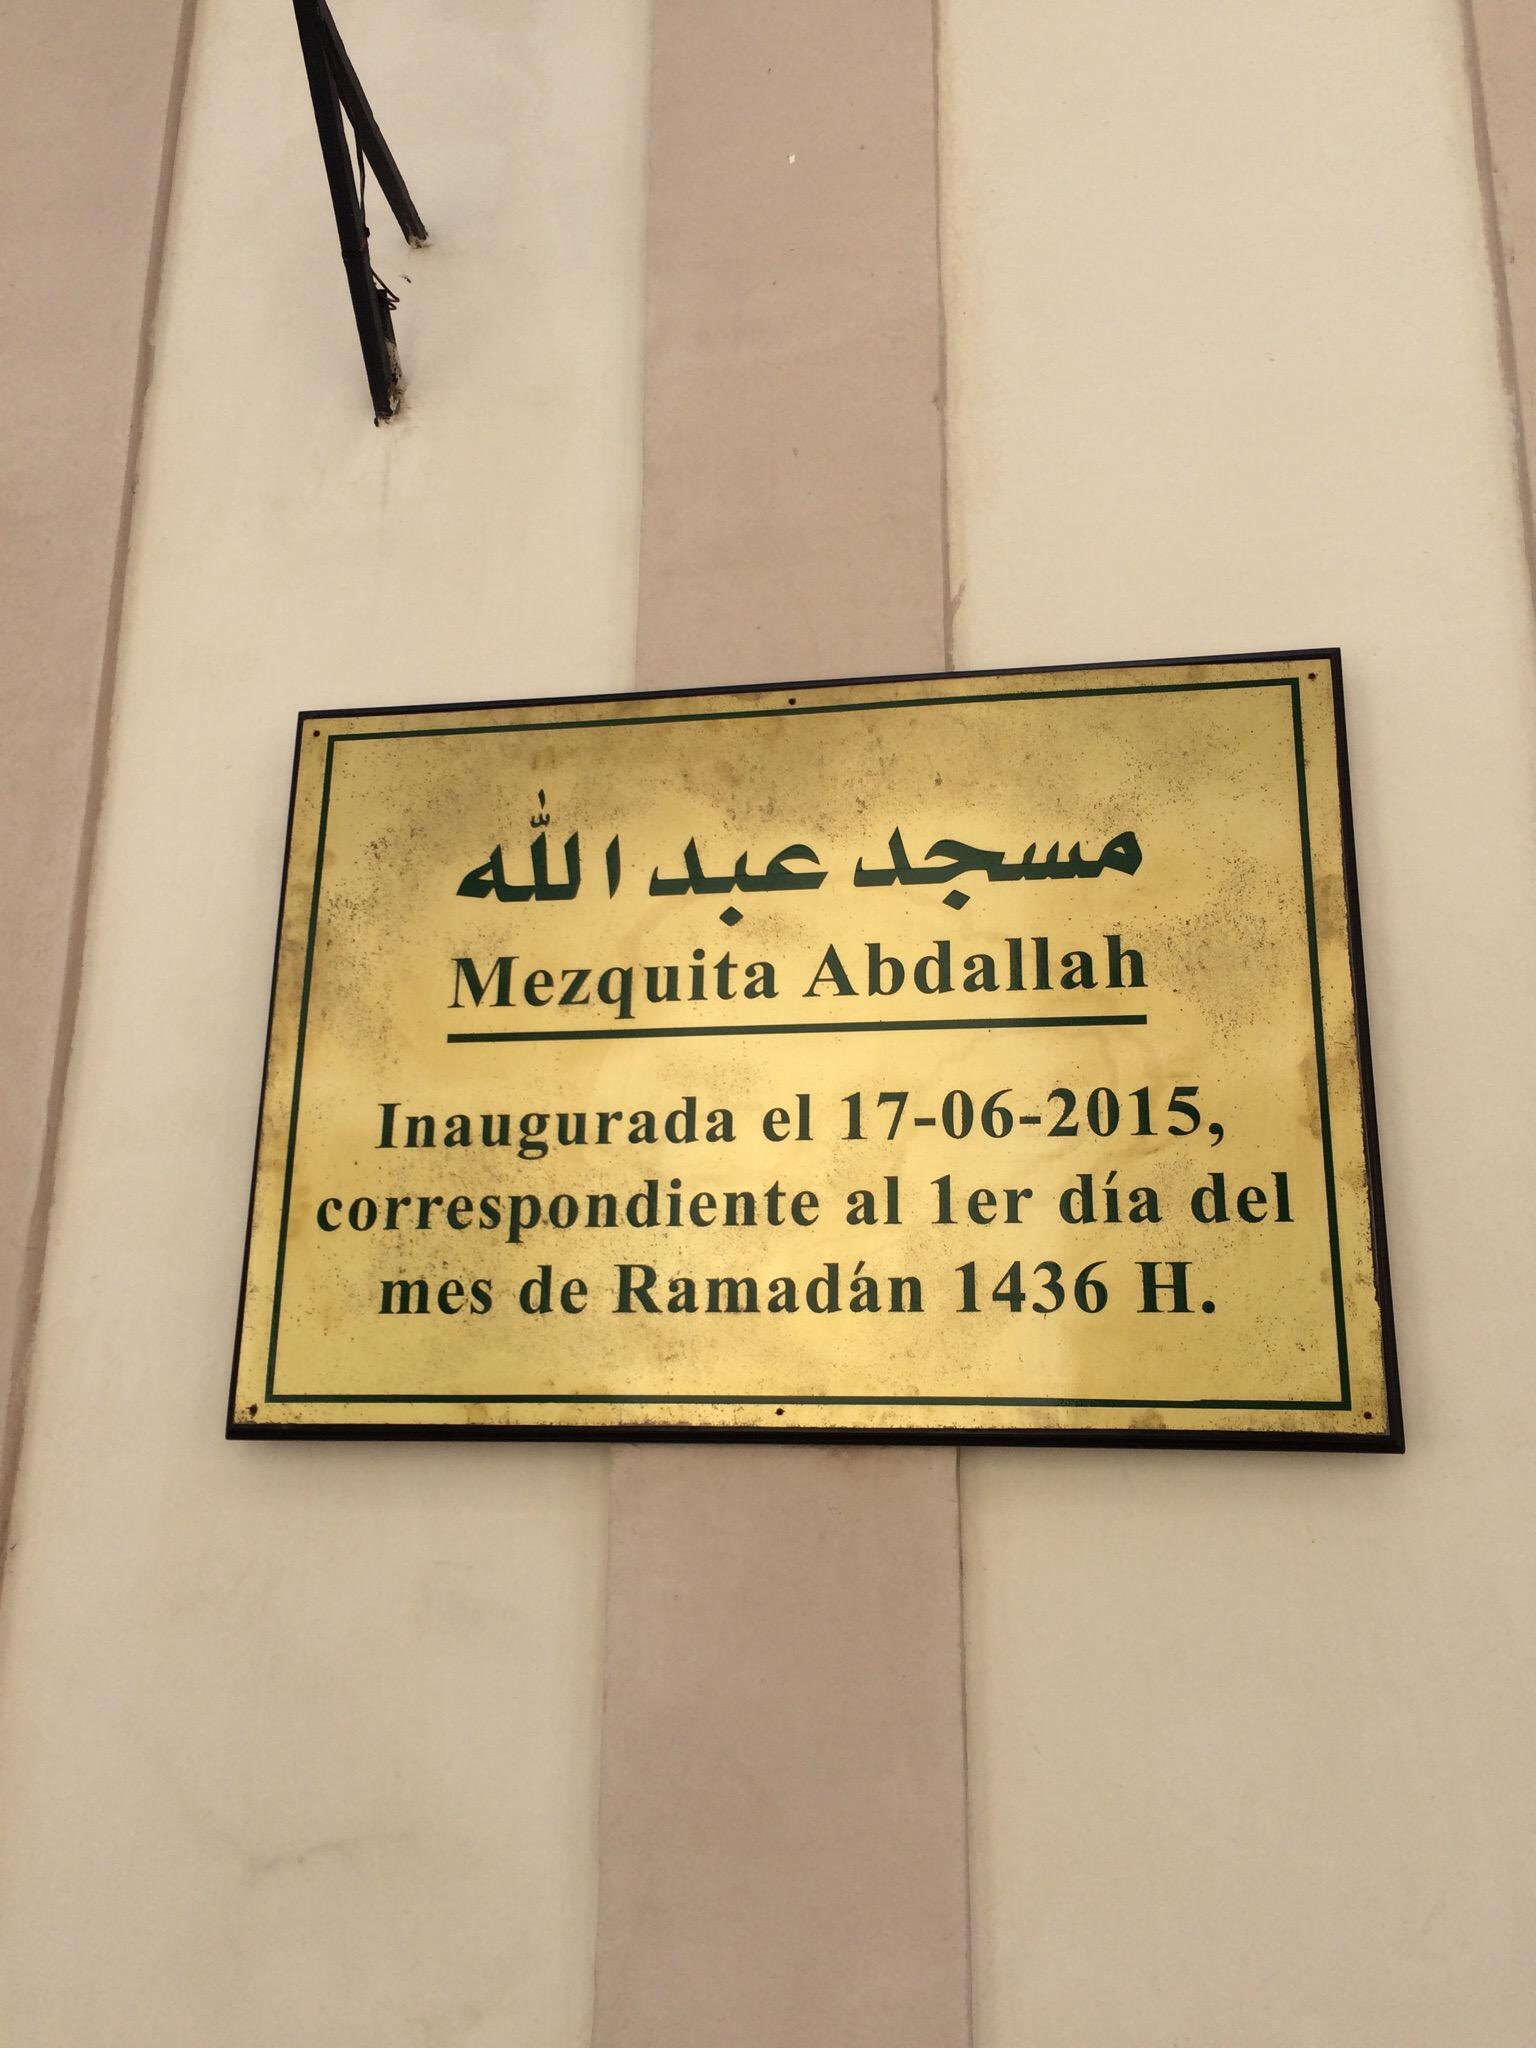 مسجد عبد الله
Mezquita Abdallah
Inaugurada el 17-06-2015,
correspondiente al 1er día del
mes de Ramadán 1436 H.